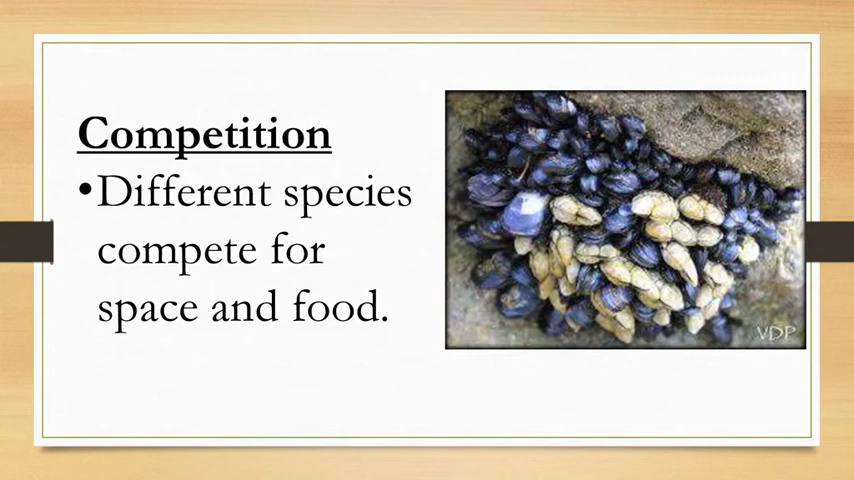 Competition
•Different species
compete for
space and food.
VDP